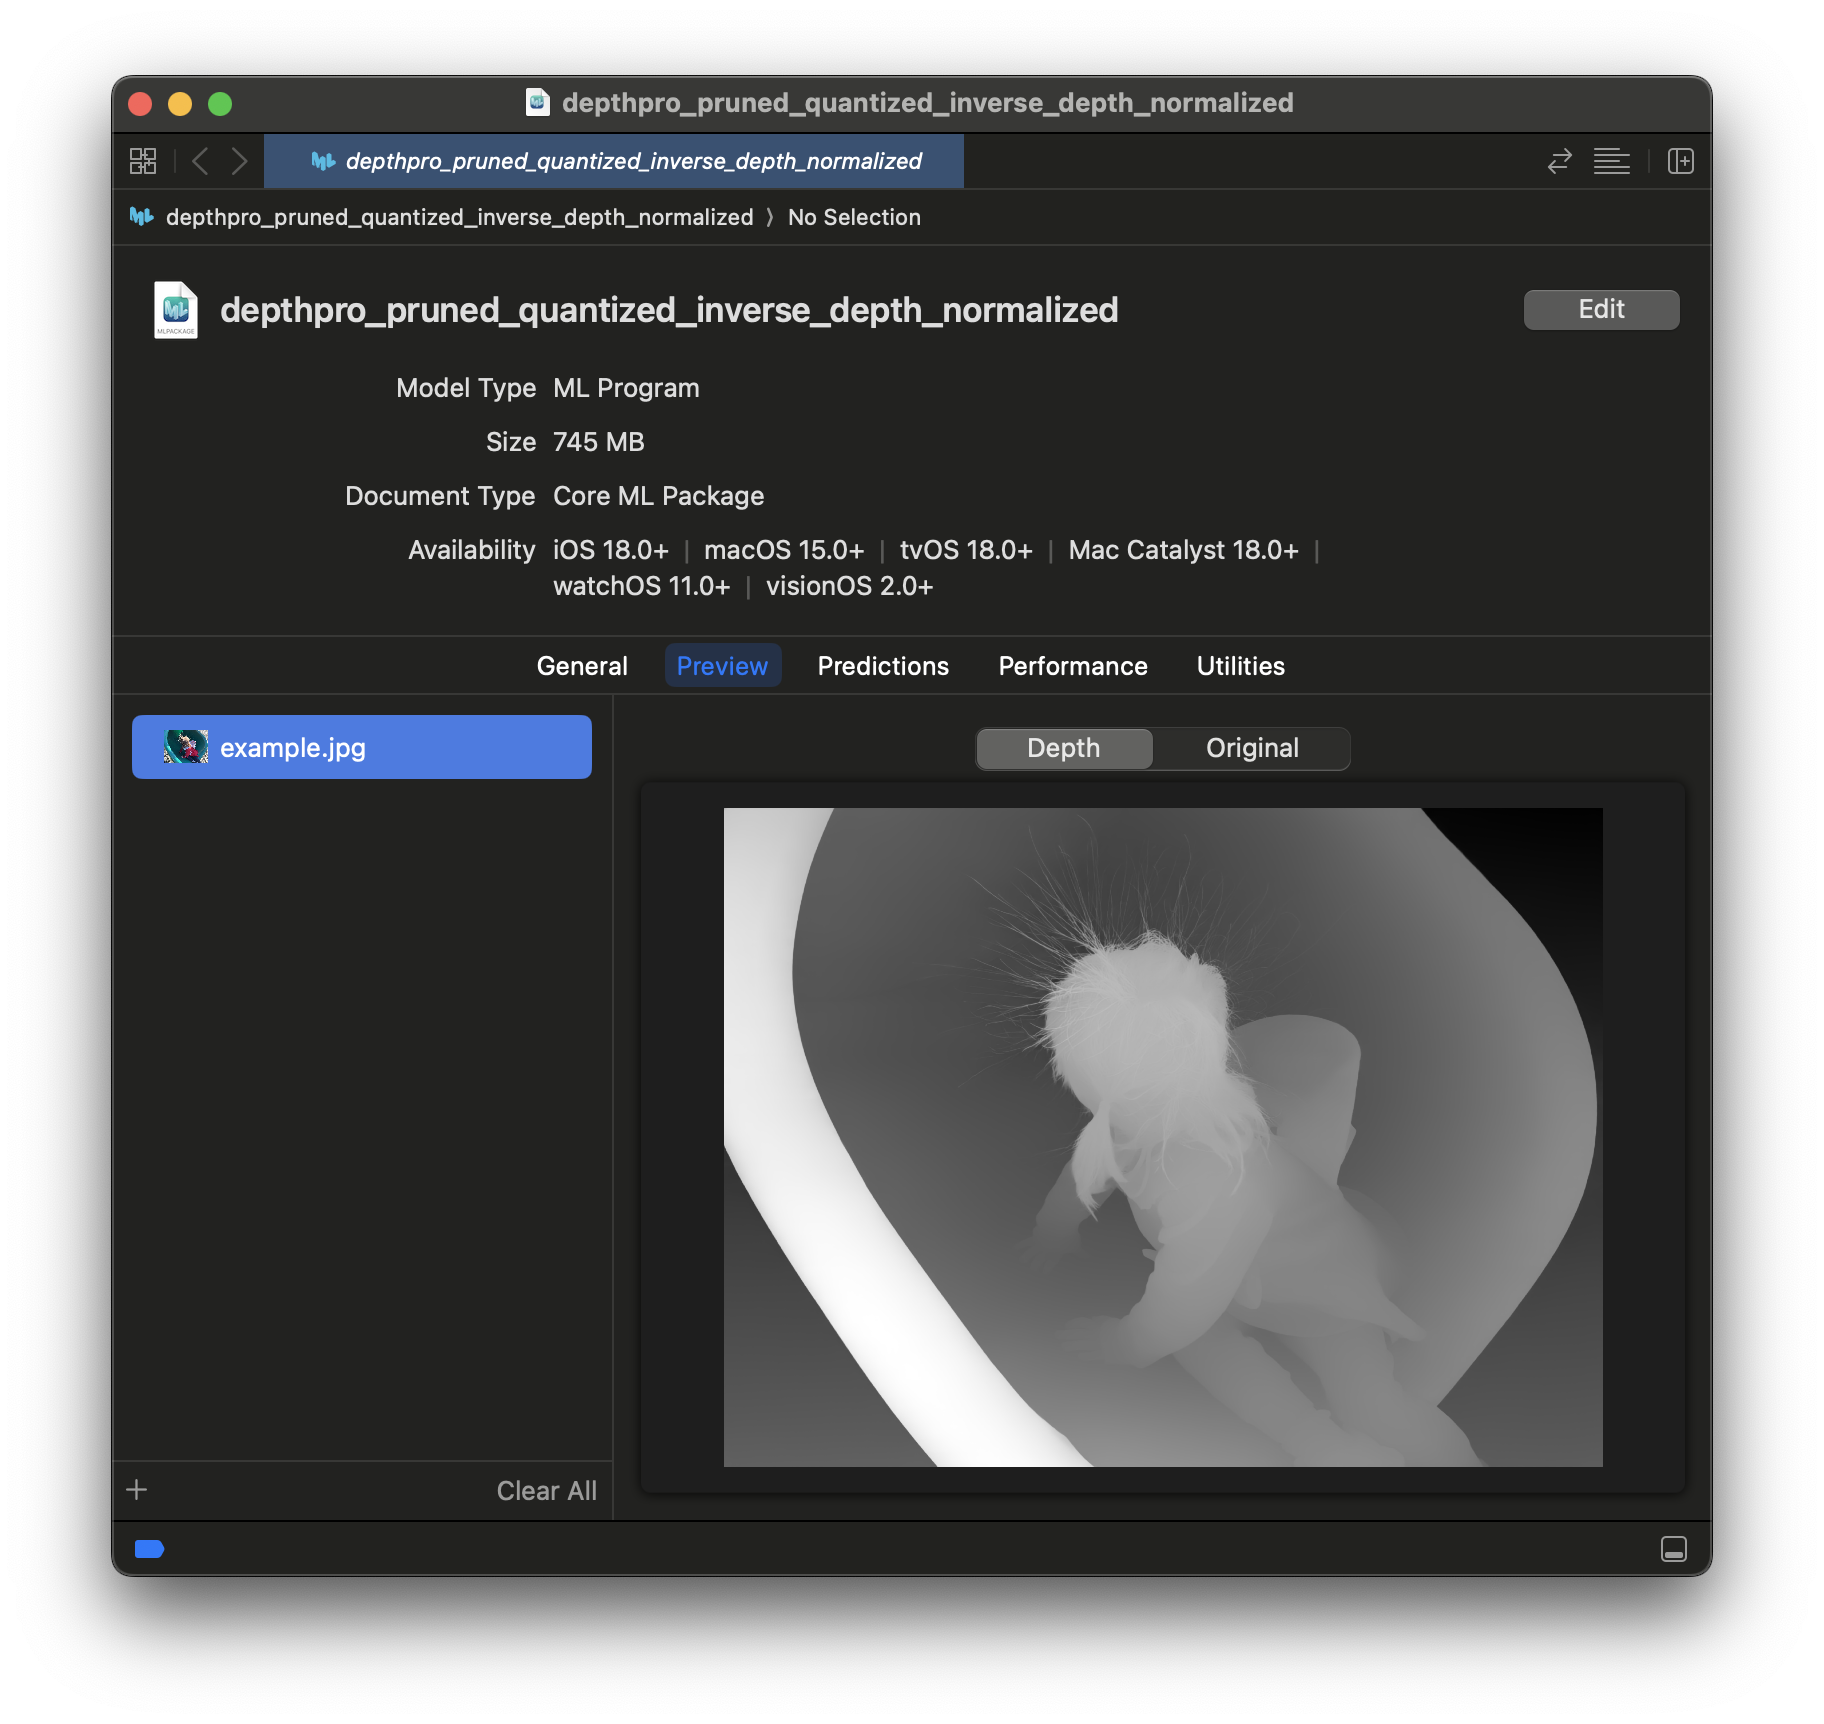 depthpro_pruned_quantized_inverse_depth_normalized
depthpro_pruned_quantized_inverse_depth_normalized
depthpro_pruned_quantized_inverse_depth_normalized 〉 No Selection
MLPACKAGE
depthpro_pruned_quantized_inverse_depth_normalized
Edit
Model Type ML Program
Size 745 MB
Document Type Core ML Package
Availability iOS 18.0+ | macOS 15.0+ | tvOS 18.0+ | Mac Catalyst 18.0+ |
watchOS 11.0+ | visionOS 2.0+
General Preview Predictions Performance Utilities
example.jpg
Depth Original
Clear All